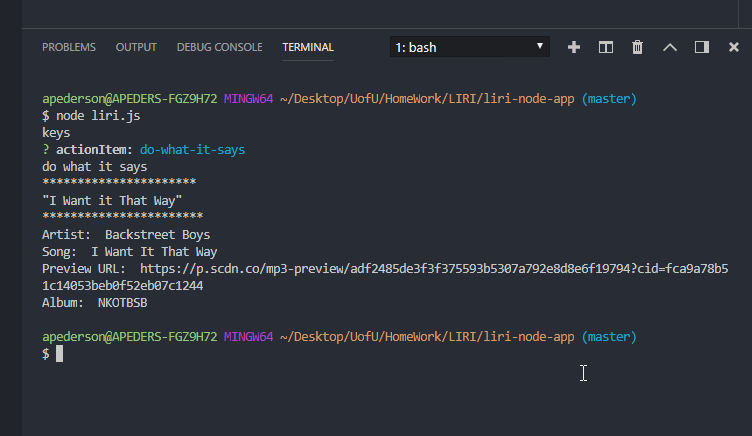 PROBLEMS OUTPUT DEBUG CONSOLE TERMINAL 1: bash
apederson@APEDERS-FGZ9H72 MINGW64 ~/Desktop/UofU/HomeWork/LIRI/liri-node-app (master)
$ node liri.js
keys
? actionItem: do-what-it-says
do what it says
**********************
"I Want it That Way"
***********************
Artist:  Backstreet Boys
Song:  I Want It That Way
Preview URL:  https://p.scdn.co/mp3-preview/adf2485de3f3f375593b5307a792e8d8e6f19794?cid=fca9a78b5
1c14053beb0f52eb07c1244
Album:  NKOTBSB
apederson@APEDERS-FGZ9H72 MINGW64 ~/Desktop/UofU/HomeWork/LIRI/liri-node-app (master)
$